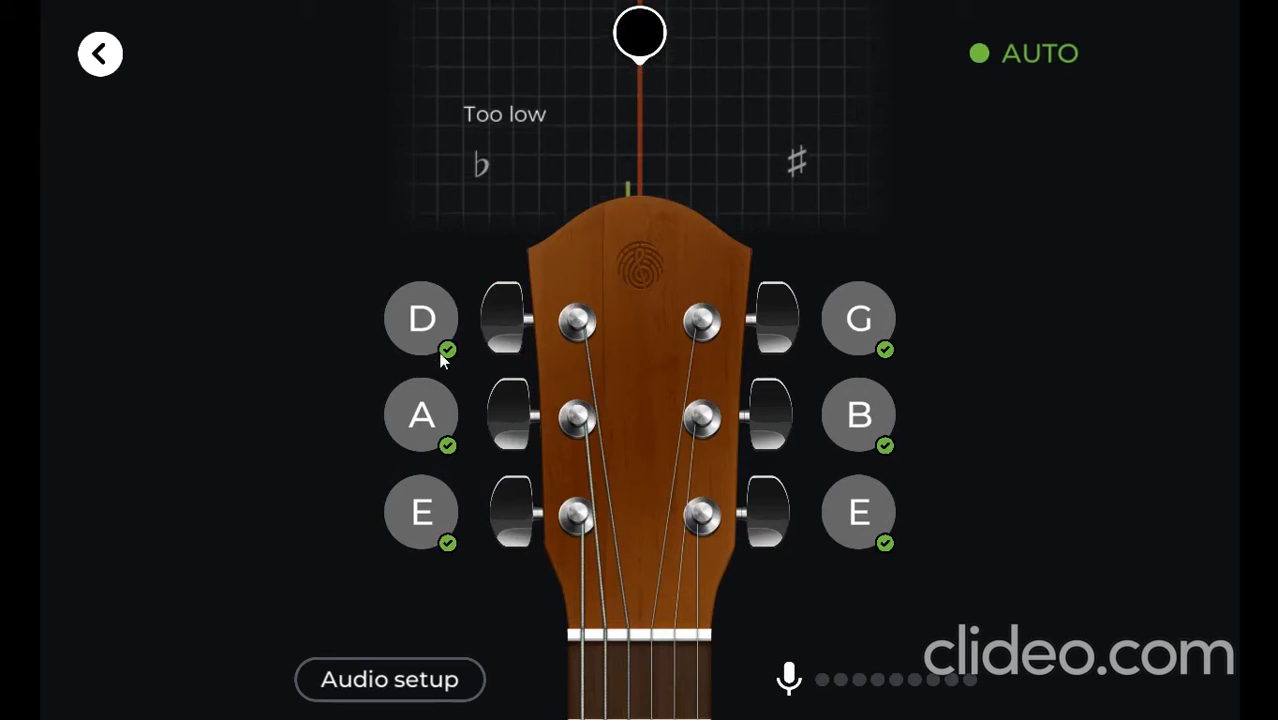 AUTO
Too low
♭ ♯
D G
A B
E E
Audio setup
clideo.com